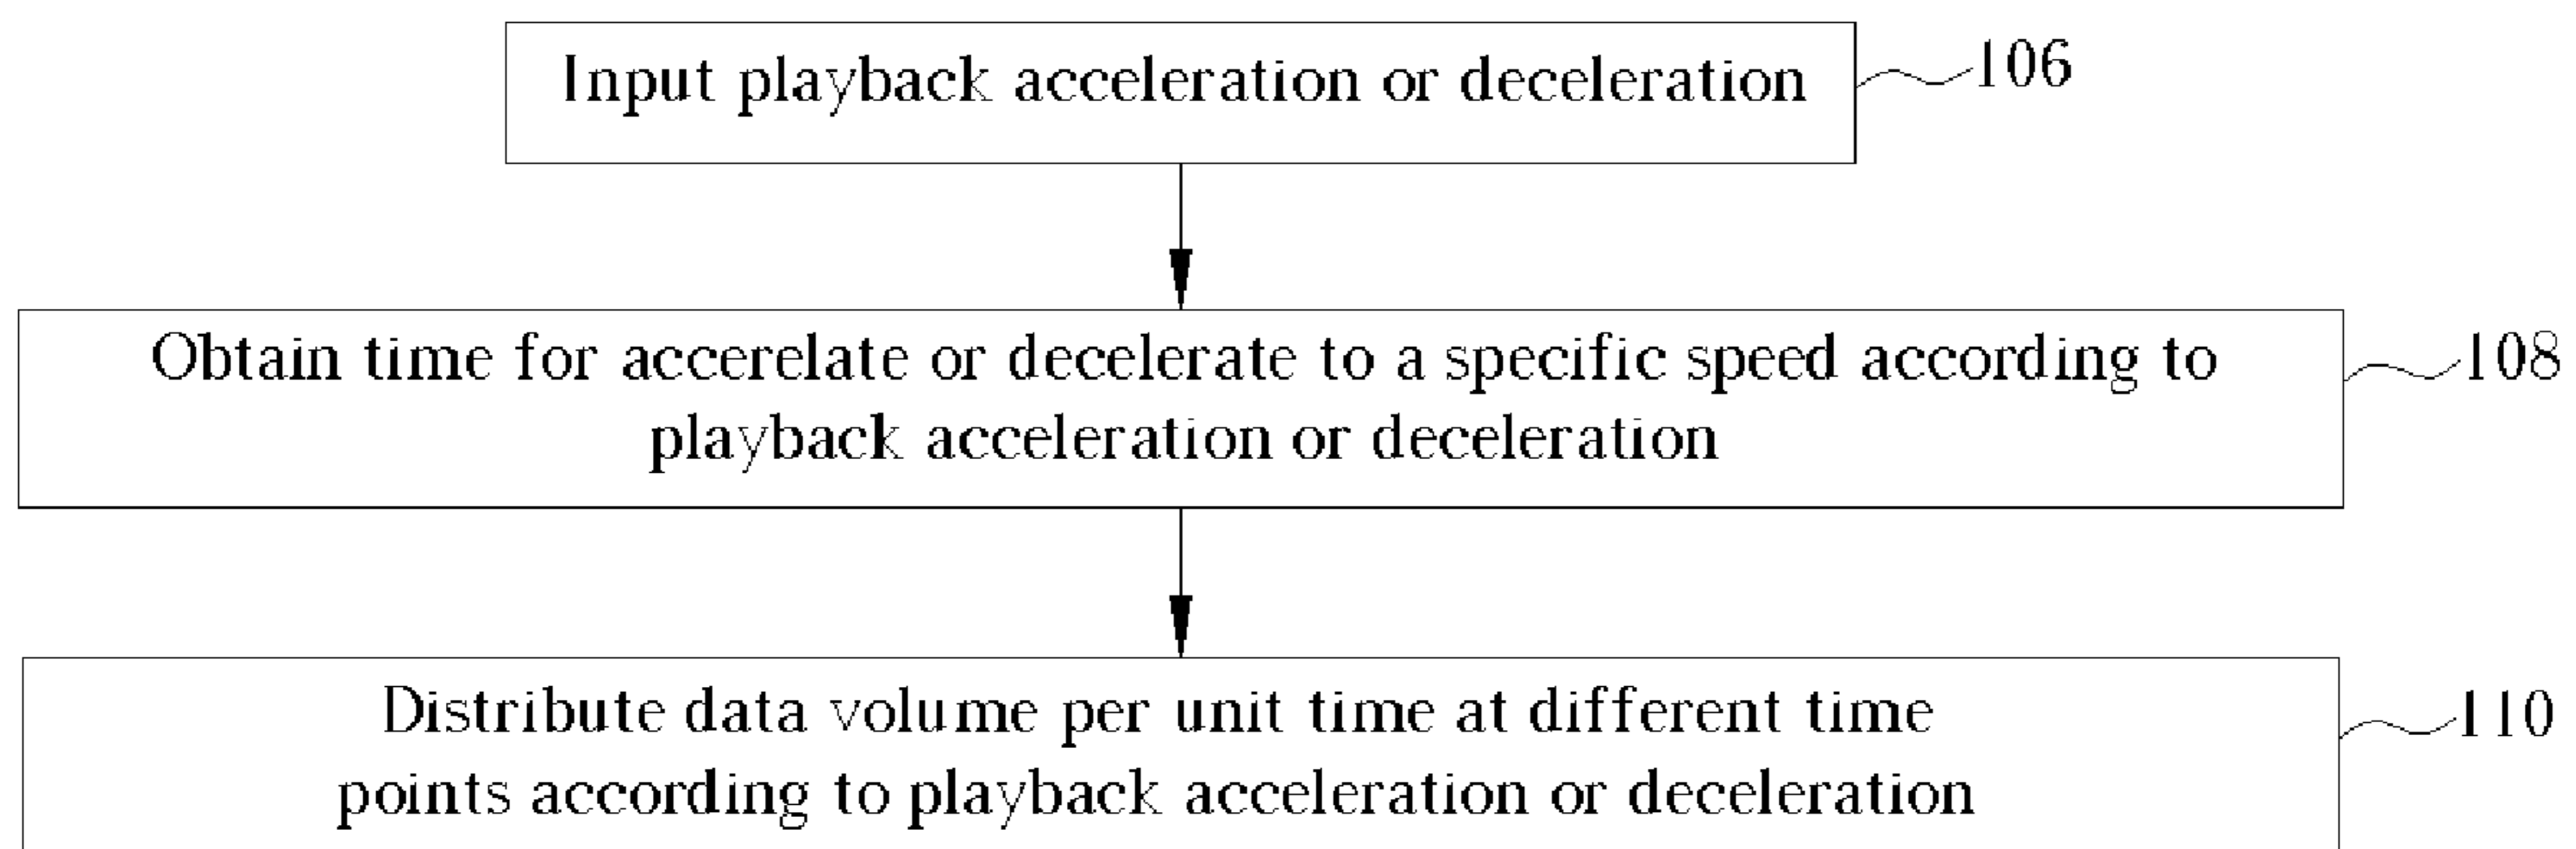 Input playback acceleration or deceleration
106
Obtain time for accerelate or decelerate to a specific speed according to
108
playback acceleration or deceleration
Distribute data volume per unit time at different time
110
points according to playback acceleration or deceleration